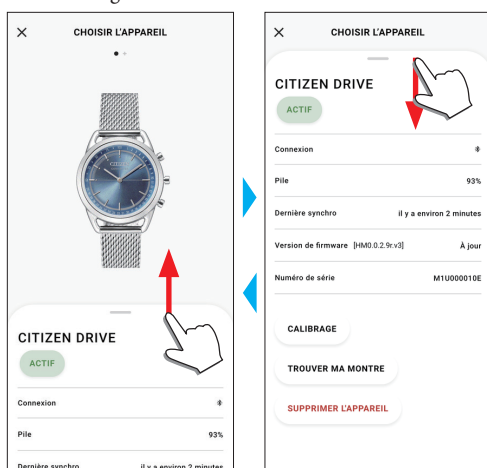 CHOISIR L'APPAREIL
CITIZEN DRIVE
ACTIF
Connexion
Pile 93%
Dernière synchro il y a environ 2 minutes
CHOISIR L'APPAREIL
CITIZEN DRIVE
ACTIF
Connexion
Pile 93%
Dernière synchro il y a environ 2 minutes
Version de firmware [HM0.0.2.9r.v3] À jour
Numéro de série M1U000010E
CALIBRAGE
TROUVER MA MONTRE
SUPPRIMER L'APPAREIL